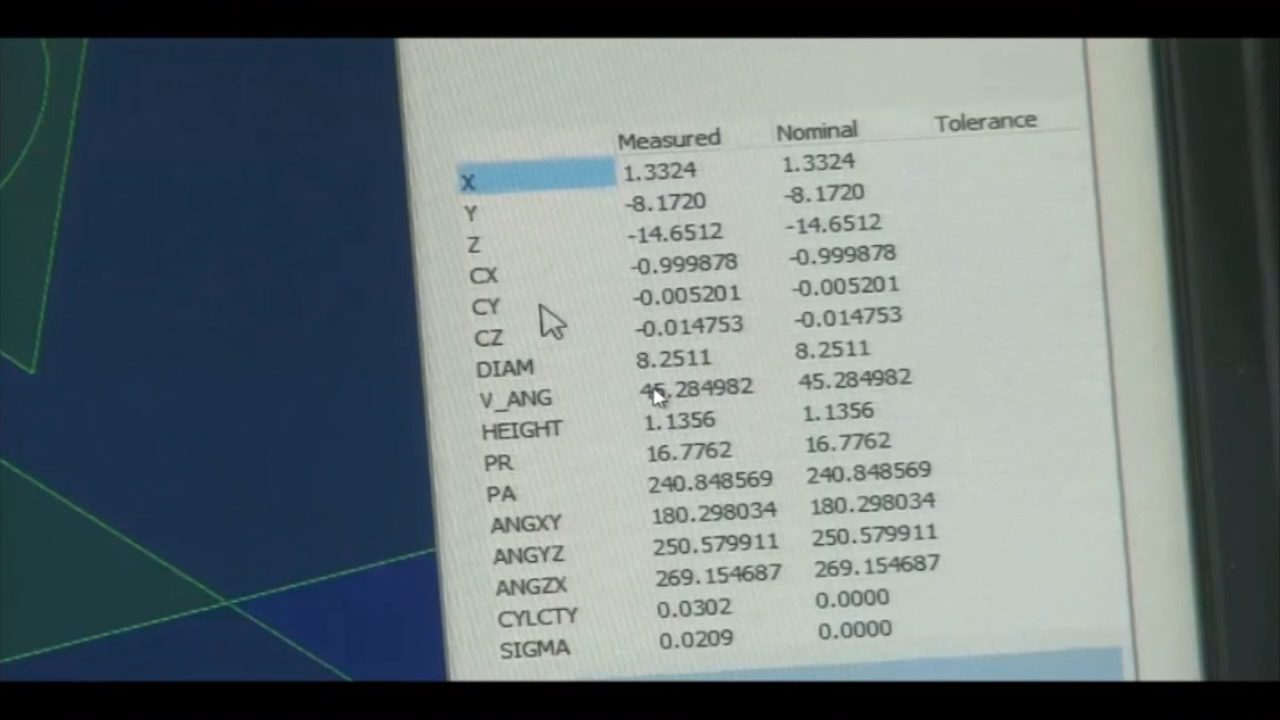 Measured Nominal Tolerance
X 1.3324 1.3324
Y -8.1720 -8.1720
Z -14.6512 -14.6512
CX -0.999878 -0.999878
CY -0.005201 -0.005201
CZ -0.014753 -0.014753
DIAM 8.2511 8.2511
V_ANG 45.284982 45.284982
HEIGHT 1.1356 1.1356
PR 16.7762 16.7762
PA 240.848569 240.848569
ANGXY 180.298034 180.298034
ANGYZ 250.579911 250.579911
ANGZX 269.154687 269.154687
CYLCTY 0.0302 0.0000
SIGMA 0.0209 0.0000